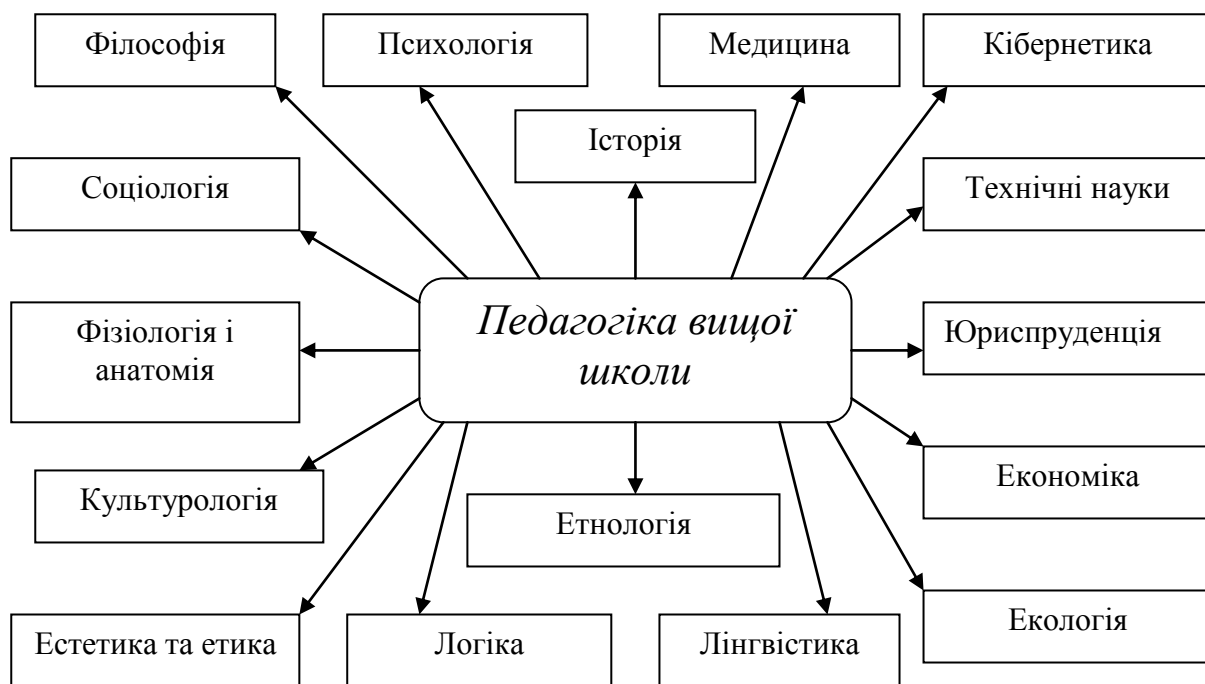 Філософія
Психологія
Медицина
Кібернетика
Історія
Соціологія
Технічні науки
Педагогіка вищої
школи
Фізіологія і
анатомія
Юриспруденція
Культурологія
Економіка
Етнологія
Естетика та етика
Логіка
Лінгвістика
Екологія